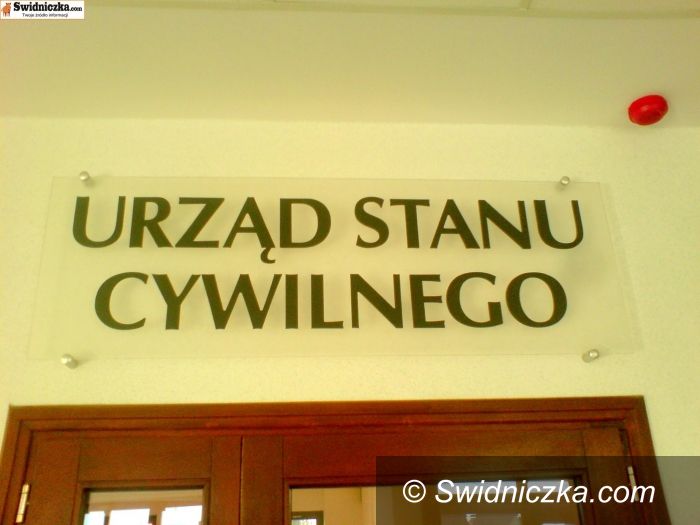 Swidniczka.com
Twoje źródło informacji
URZĄD STANU
CYWILNEGO
© Swidniczka.com